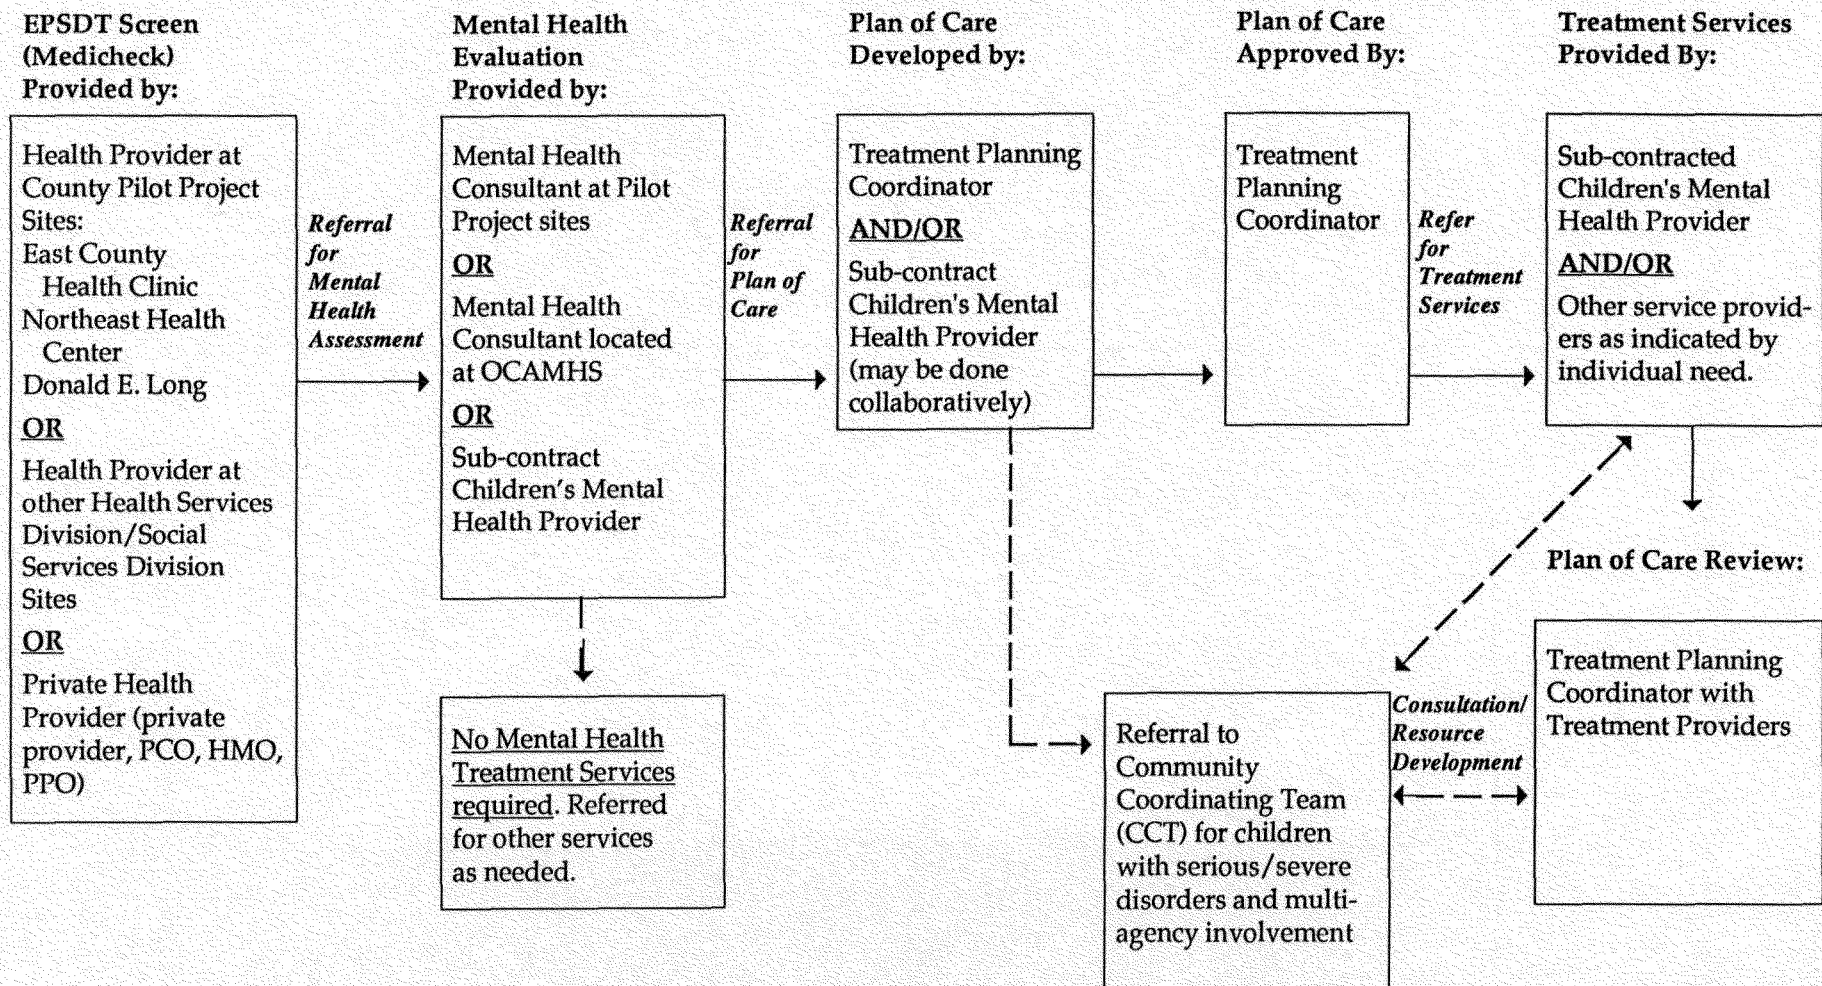 EPSDT Screen
(Medicheck)
Provided by:
Health Provider at
County Pilot Project
Sites:
East County
Health Clinic
Northeast Health
Center
Donald E. Long
OR
Health Provider at
other Health Services
Division/Social
Services Division
Sites
OR
Private Health
Provider (private
provider, PCO, HMO,
PPO)
Referral
for
Mental
Health
Assessment
Mental Health
Evaluation
Provided by:
Mental Health
Consultant at Pilot
Project sites
OR
Mental Health
Consultant located
at OCAMHS
OR
Sub-contract
Children's Mental
Health Provider
No Mental Health
Treatment Services
required. Referred
for other services
as needed.
Referral
for
Plan of
Care
Plan of Care
Developed by:
Treatment Planning
Coordinator
AND/OR
Sub-contract
Children's Mental
Health Provider
(may be done
collaboratively)
Plan of Care
Approved By:
Treatment
Planning
Coordinator
Refer
for
Treatment
Services
Treatment Services
Provided By:
Sub-contracted
Children's Mental
Health Provider
AND/OR
Other service provid-
ers as indicated by
individual need.
Referral to
Community
Coordinating Team
(CCT) for children
with serious/severe
disorders and multi-
agency involvement
Consultation/
Resource
Development
Plan of Care Review:
Treatment Planning
Coordinator with
Treatment Providers